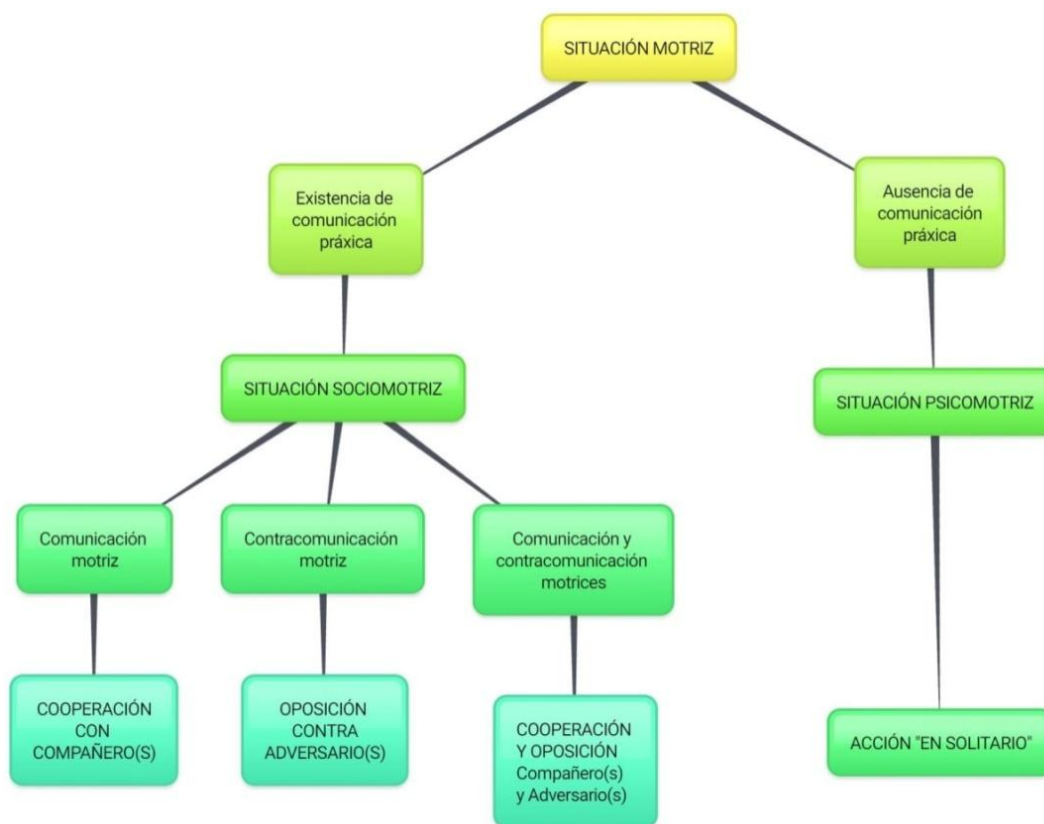 SITUACIÓN MOTRIZ
Existencia de
comunicación
práxica
Ausencia de
comunicación
práxica
SITUACIÓN SOCIOMOTRIZ
SITUACIÓN PSICOMOTRIZ
Comunicación
motriz
Contracomunicación
motriz
Comunicación y
contracomunicación
motrices
COOPERACIÓN
CON
COMPAÑERO(S)
OPOSICIÓN
CONTRA
ADVERSARIO(S)
COOPERACIÓN
Y OPOSICIÓN
Compañero(s)
y Adversario(s)
ACCIÓN "EN SOLITARIO"